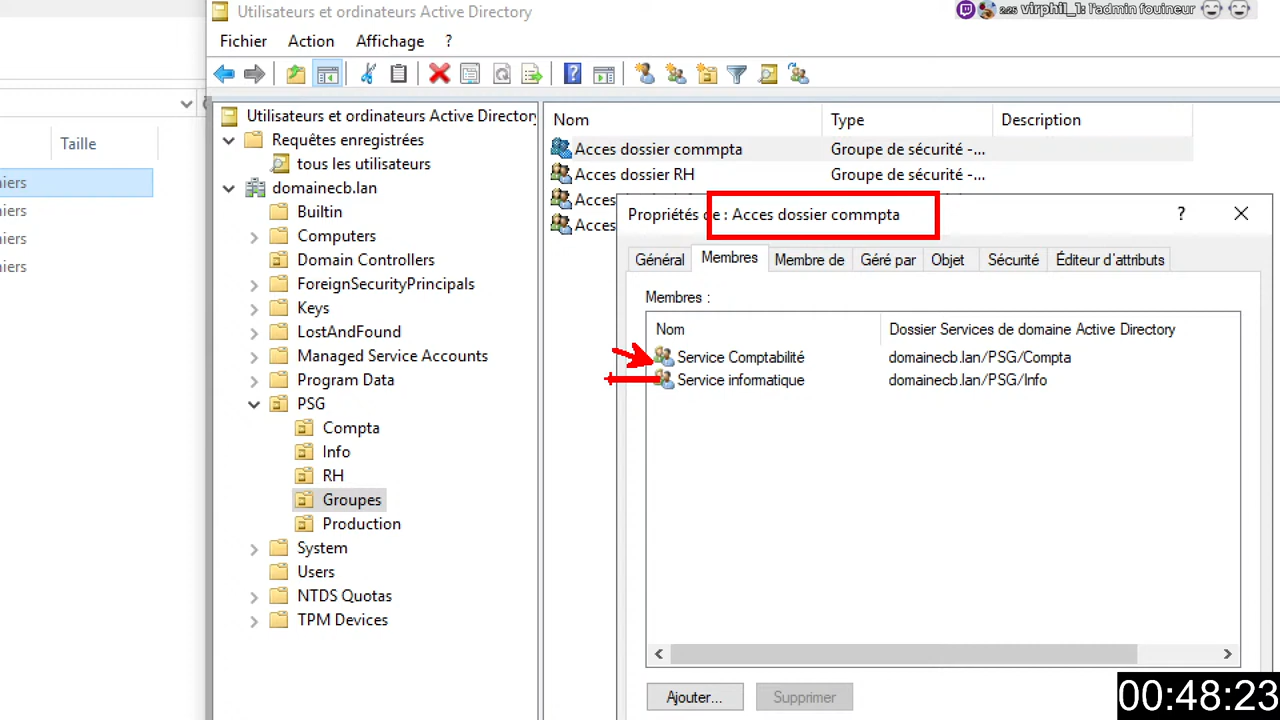 Utilisateurs et ordinateurs Active Directory
2:25 virphil_1: l'admin fouineur
Fichier Action Affichage ?
Taille
iers
iers
iers
iers
Utilisateurs et ordinateurs Active Directory
Requêtes enregistrées
tous les utilisateurs
domainecb.lan
Builtin
Computers
Domain Controllers
ForeignSecurityPrincipals
Keys
LostAndFound
Managed Service Accounts
Program Data
PSG
Compta
Info
RH
Groupes
Production
System
Users
NTDS Quotas
TPM Devices
Nom Type Description
Acces dossier commpta Groupe de sécurité -...
Acces dossier RH Groupe de sécurité -...
Acces
Acces
Propriétés de : Acces dossier commpta ?
Général Membres Membre de Géré par Objet Sécurité Éditeur d'attributs
Membres :
Nom Dossier Services de domaine Active Directory
Service Comptabilité domainecb.lan/PSG/Compta
Service informatique domainecb.lan/PSG/Info
Ajouter... Supprimer
00:48:23